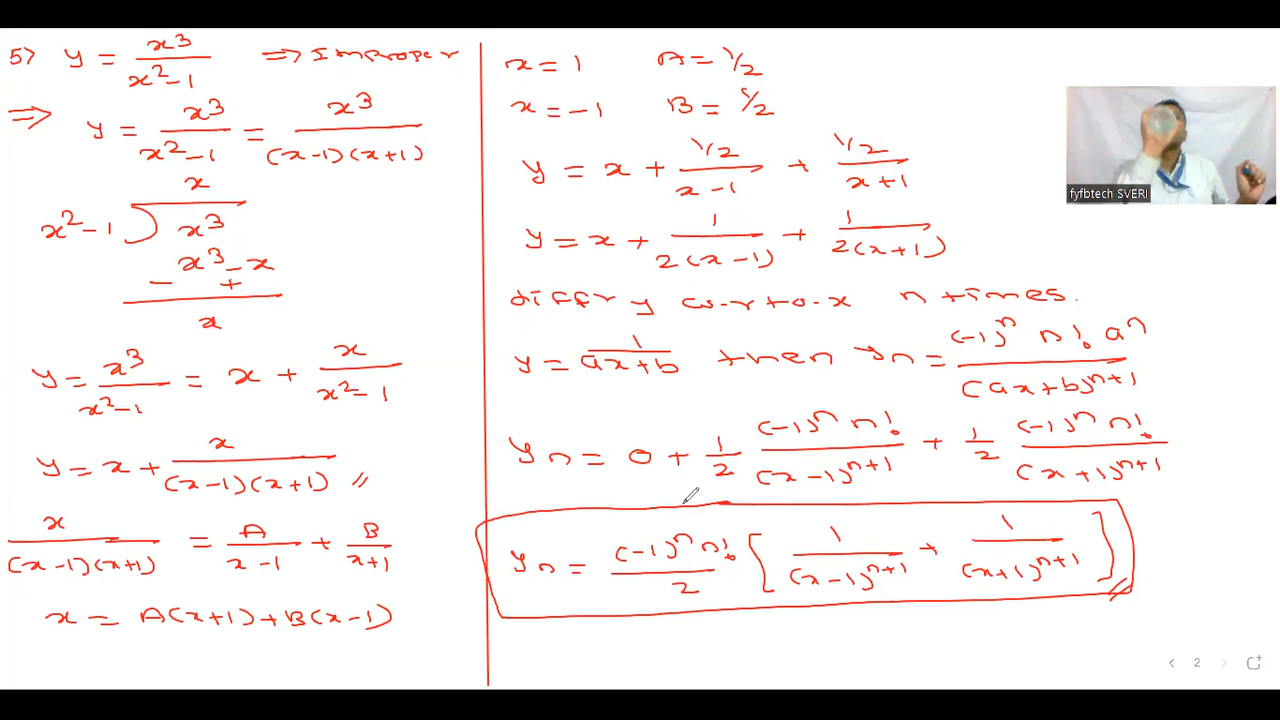 5) y = x³/(x²-1) ⇒ Improper
⇒ y = x³/(x²-1) = x³/((x-1)(x+1))
x
x²-1 ) x³
x³ - x
- +
x
y = x³/(x²-1) = x + x/(x²-1)
y = x + x/((x-1)(x+1)) //
x/((x-1)(x+1)) = A/(x-1) + B/(x+1)
x = A(x+1) + B(x-1)
x = 1 A = 1/2
x = -1 B = 1/2
y = x + (1/2)/(x-1) + (1/2)/(x+1)
y = x + 1/(2(x-1)) + 1/(2(x+1))
diff y w.r.to.x n times.
y = 1/(ax+b) then yn = (-1)ⁿ n! aⁿ/(ax+b)ⁿ⁺¹
yn = 0 + 1/2 (-1)ⁿ n!/(x-1)ⁿ⁺¹ + 1/2 (-1)ⁿ n!/(x+1)ⁿ⁺¹
yn = (-1)ⁿ n!/2 [ 1/(x-1)ⁿ⁺¹ + 1/(x+1)ⁿ⁺¹ ] //
fyfbtech SVERI
2